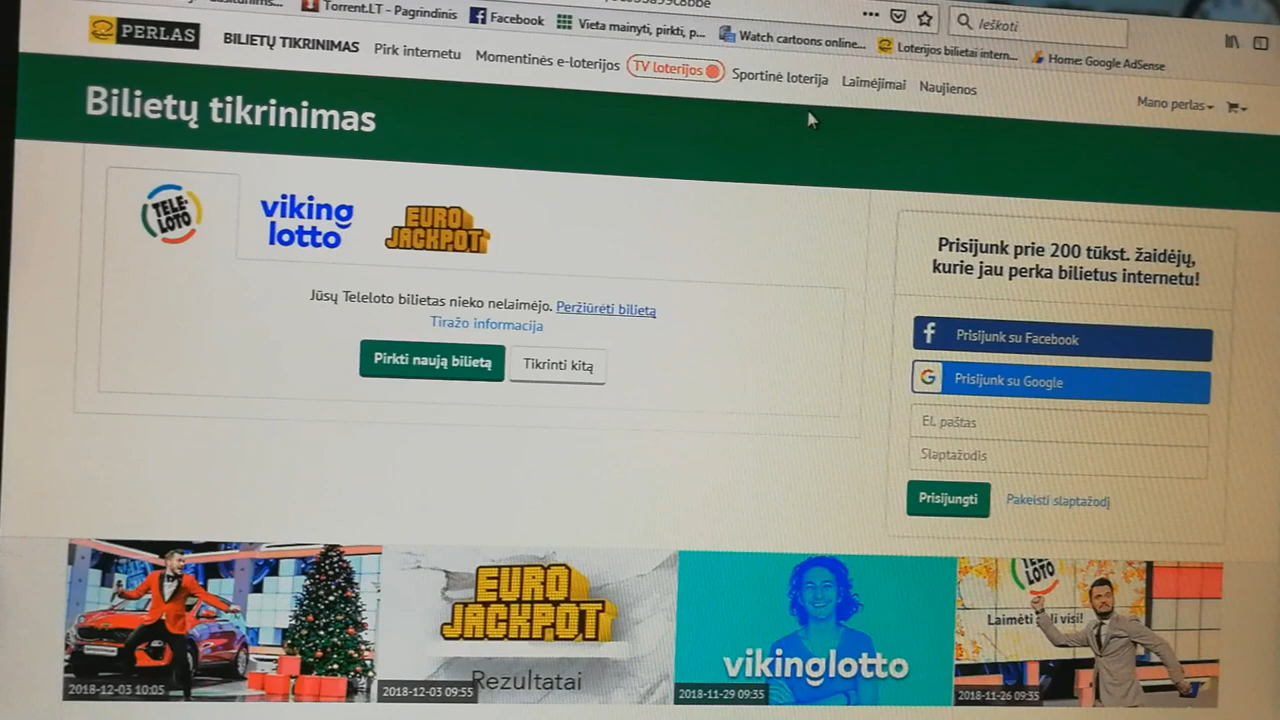 Torrent.LT - Pagrindinis
Facebook
Vieta mainyti, pirkti, p...
Watch cartoons online...
Loterijos bilietai intern...
Home: Google AdSense
Ieškoti
PERLAS
BILIETŲ TIKRINIMAS
Pirk internetu
Momentinės e-loterijos
TV loterijos
Sportinė loterija
Laimėjimai
Naujienos
Mano perlas
Bilietų tikrinimas
TELE-
LOTO
viking
lotto
EURO
JACKPOT
Jūsų Teleloto bilietas nieko nelaimėjo. Peržiūrėti bilietą
Tiražo informacija
Pirkti naują bilietą
Tikrinti kitą
Prisijunk prie 200 tūkst. žaidėjų,
kurie jau perka bilietus internetu!
Prisijunk su Facebook
Prisijunk su Google
El. paštas
Slaptažodis
Prisijungti
Pakeisti slaptažodį
2018-12-03 10:05
EURO
JACKPOT
Rezultatai
2018-12-03 09:55
vikinglotto
2018-11-29 09:35
LOTO
Laimėti
visi!
2018-11-26 09:35